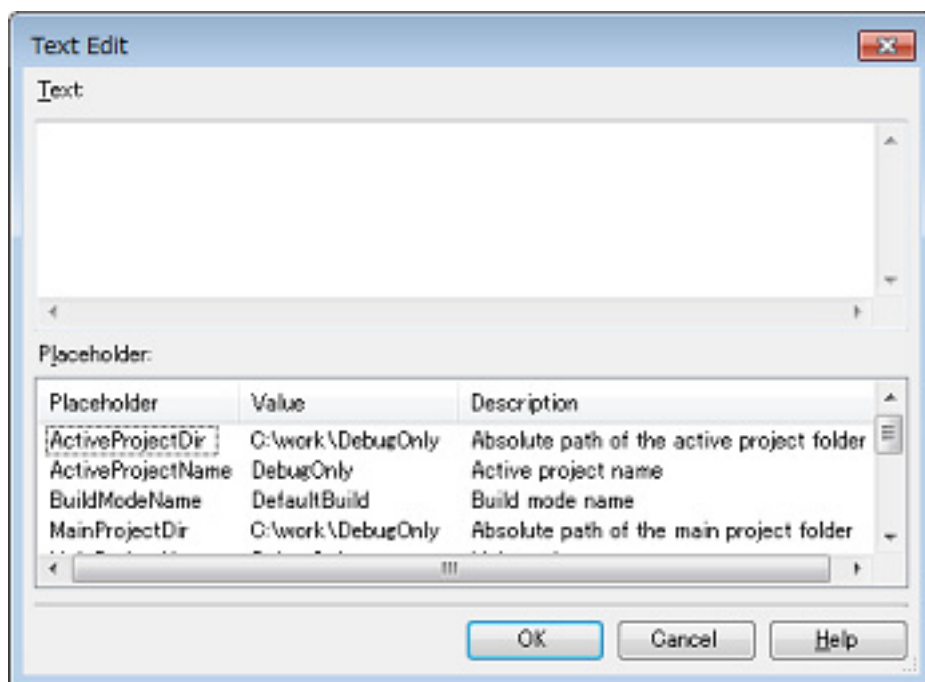 Text Edit
Text:
Placeholder:
Placeholder Value Description
ActiveProjectDir C:\work\DebugOnly Absolute path of the active project folder
ActiveProjectName DebugOnly Active project name
BuildModeName DefaultBuild Build mode name
MainProjectDir C:\work\DebugOnly Absolute path of the main project folder
OK Cancel Help